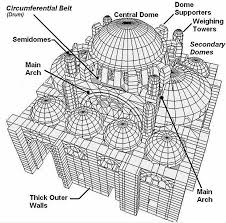 Circumferential Belt
(Drum)
Central Dome
Dome
Supporters
Weighing
Towers
Semidomes
Secondary
Domes
Main
Arch
Main
Arch
Thick Outer
Walls